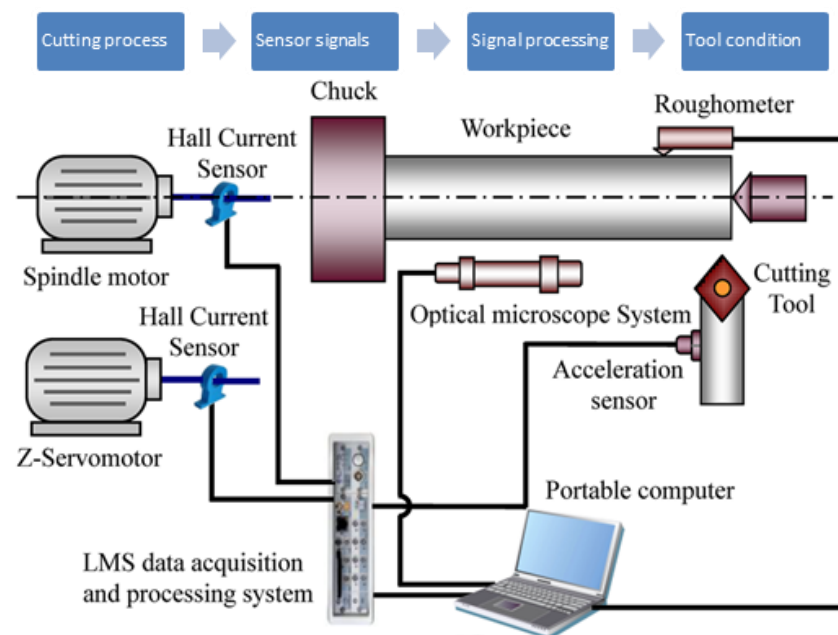 Cutting process
Sensor signals
Signal processing
Tool condition
Chuck
Roughometer
Workpiece
Hall Current
Sensor
Spindle motor
Cutting
Tool
Optical microscope System
Hall Current
Sensor
Acceleration
sensor
Z-Servomotor
Portable computer
LMS data acquisition
and processing system